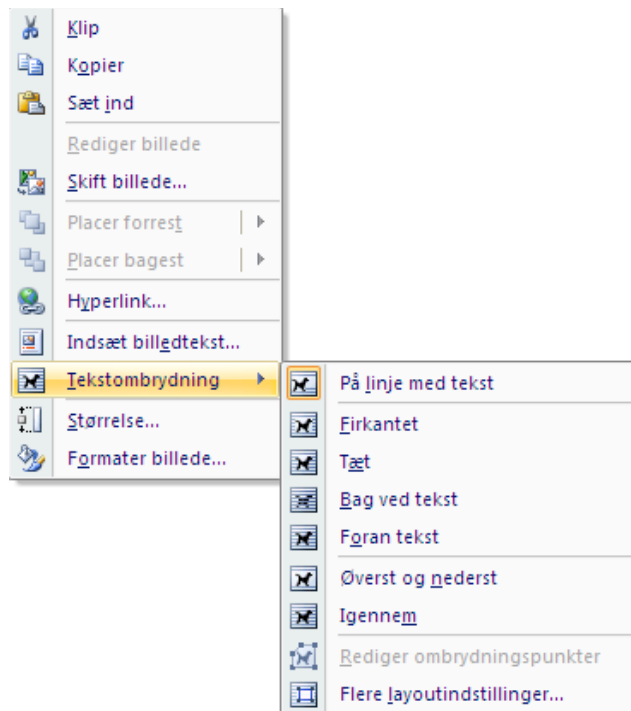 Klip
Kopier
Sæt ind
Rediger billede
Skift billede...
Placer forrest
Placer bagest
Hyperlink...
Indsæt billedtekst...
Tekstombrydning
Størrelse...
Formater billede...
På linje med tekst
Firkantet
Tæt
Bag ved tekst
Foran tekst
Øverst og nederst
Igennem
Rediger ombrydningspunkter
Flere layoutindstillinger...